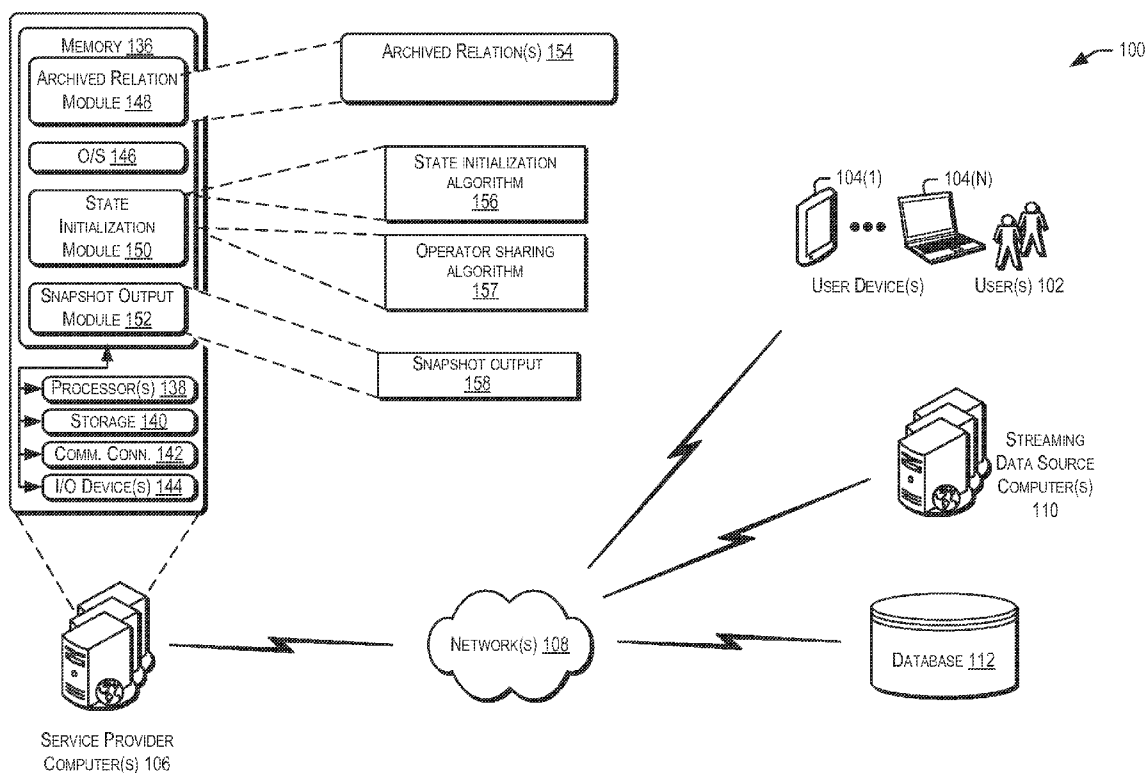 MEMORY 136
ARCHIVED RELATION
MODULE 148
O/S 146
STATE
INITIALIZATION
MODULE 150
SNAPSHOT OUTPUT
MODULE 152
PROCESSOR(S) 138
STORAGE 140
COMM. CONN. 142
I/O DEVICE(S) 144
SERVICE PROVIDER
COMPUTER(S) 106
ARCHIVED RELATION(S) 154
STATE INITIALIZATION
ALGORITHM
156
OPERATOR SHARING
ALGORITHM
157
SNAPSHOT OUTPUT
158
NETWORK(S) 108
100
104(1)
104(N)
USER DEVICE(S)
USER(S) 102
STREAMING
DATA SOURCE
COMPUTER(S)
110
DATABASE 112